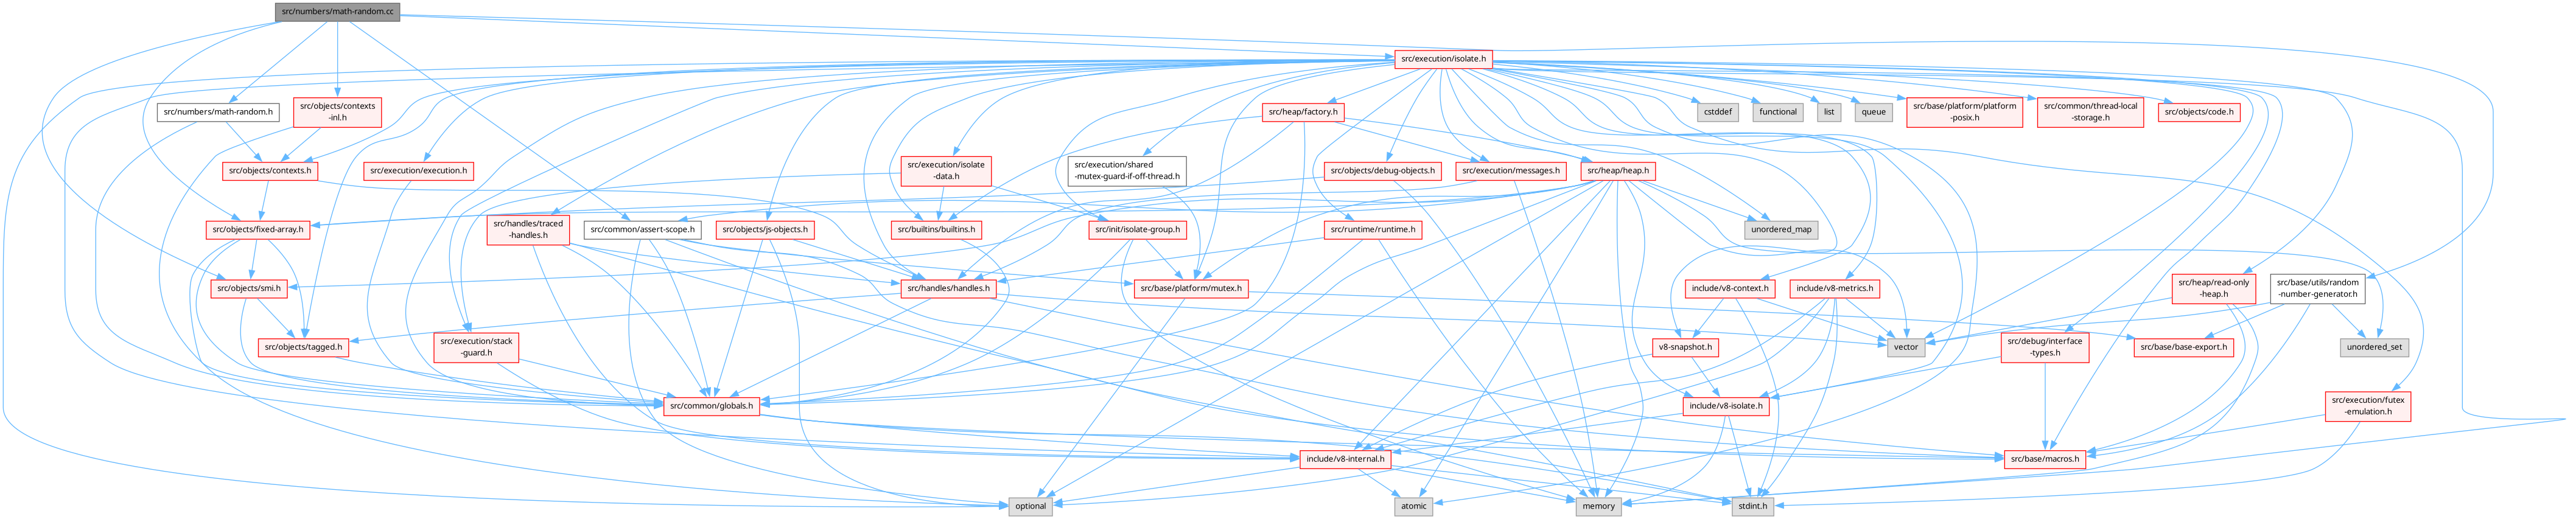 src/numbers/math-random.cc
src/execution/isolate.h
src/numbers/math-random.h
src/objects/contexts
-inl.h
src/heap/factory.h
cstddef
functional
list
queue
src/base/platform/platform
-posix.h
src/common/thread-local
-storage.h
src/objects/code.h
src/objects/contexts.h
src/execution/execution.h
src/execution/isolate
-data.h
src/execution/shared
-mutex-guard-if-off-thread.h
src/objects/debug-objects.h
src/execution/messages.h
src/heap/heap.h
src/objects/fixed-array.h
src/handles/traced
-handles.h
src/common/assert-scope.h
src/objects/js-objects.h
src/builtins/builtins.h
src/init/isolate-group.h
src/runtime/runtime.h
unordered_map
src/objects/smi.h
src/handles/handles.h
src/base/platform/mutex.h
include/v8-context.h
include/v8-metrics.h
src/heap/read-only
-heap.h
src/base/utils/random
-number-generator.h
src/objects/tagged.h
src/execution/stack
-guard.h
v8-snapshot.h
vector
src/debug/interface
-types.h
src/base/base-export.h
unordered_set
src/common/globals.h
include/v8-isolate.h
src/execution/futex
-emulation.h
include/v8-internal.h
src/base/macros.h
optional
atomic
memory
stdint.h